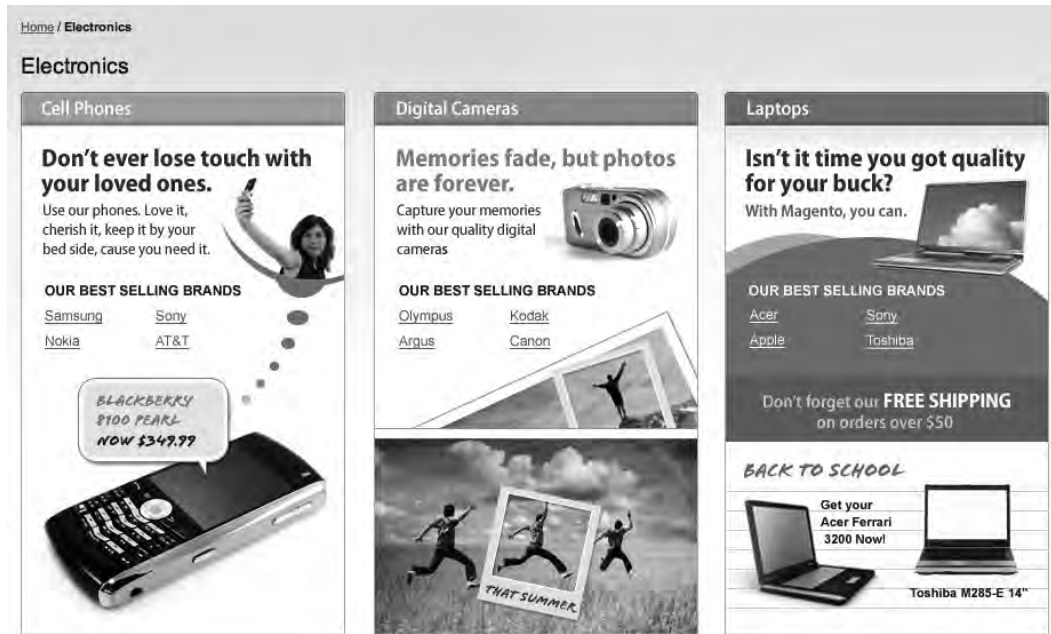 Home / Electronics
Electronics
Cell Phones
Don't ever lose touch with
your loved ones.
Use our phones. Love it,
cherish it, keep it by your
bed side, cause you need it.
OUR BEST SELLING BRANDS
Samsung Sony
Nokia AT&T
BLACKBERRY
8100 PEARL
NOW $349.99
Digital Cameras
Memories fade, but photos
are forever.
Capture your memories
with our quality digital
cameras
OUR BEST SELLING BRANDS
Olympus Kodak
Argus Canon
THAT SUMMER
Laptops
Isn't it time you got quality
for your buck?
With Magento, you can.
OUR BEST SELLING BRANDS
Acer Sony
Apple Toshiba
Don't forget our FREE SHIPPING
on orders over $50
BACK TO SCHOOL
Get your
Acer Ferrari
3200 Now!
Toshiba M285-E 14"